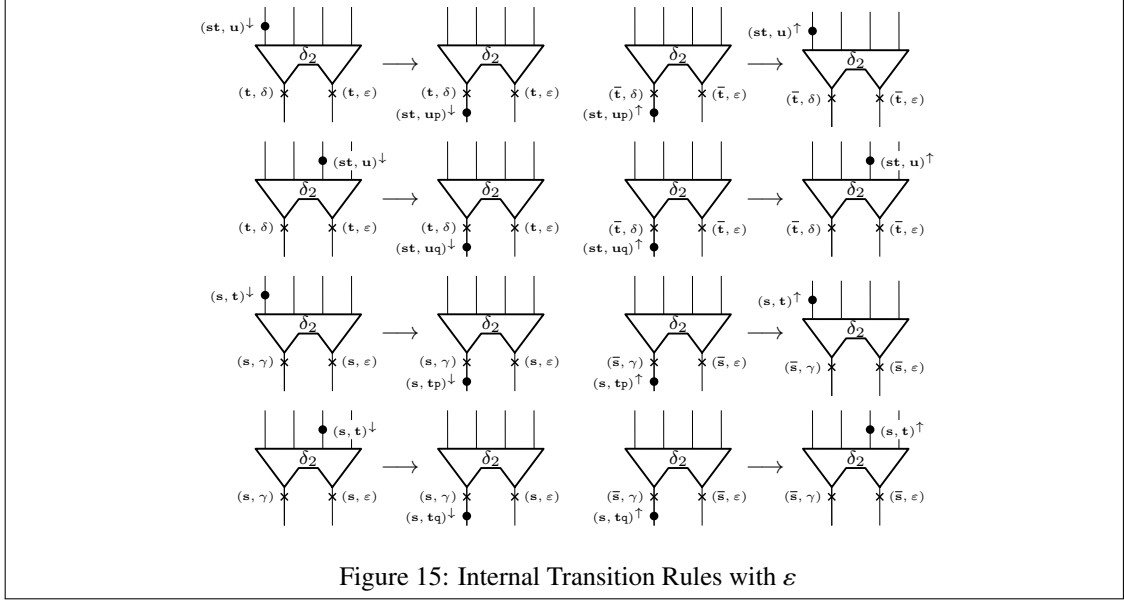 (st, u)↓ (st, u)↑
δ₂ ⟶ δ₂ δ₂ ⟶ δ₂
(t, δ) (t, ε) (t, δ) (t, ε) (t̄, δ) (t̄, ε) (t̄, δ) (t̄, ε)
(st, up)↓ (st, up)↑
(st, u)↓ (st, u)↑
δ₂ ⟶ δ₂ δ₂ ⟶ δ₂
(t, δ) (t, ε) (t, δ) (t, ε) (t̄, δ) (t̄, ε) (t̄, δ) (t̄, ε)
(st, uq)↓ (st, uq)↑
(s, t)↓ (s, t)↑
δ₂ ⟶ δ₂ δ₂ ⟶ δ₂
(s, γ) (s, ε) (s, γ) (s, ε) (s̄, γ) (s̄, ε) (s̄, γ) (s̄, ε)
(s, tp)↓ (s, tp)↑
(s, t)↓ (s, t)↑
δ₂ ⟶ δ₂ δ₂ ⟶ δ₂
(s, γ) (s, ε) (s, γ) (s, ε) (s̄, γ) (s̄, ε) (s̄, γ) (s̄, ε)
(s, tq)↓ (s, tq)↑
Figure 15: Internal Transition Rules with ε